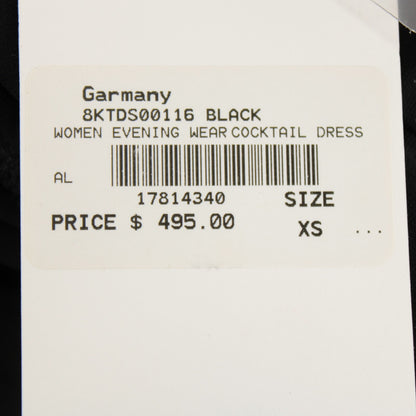 Garmany
8KTDS00116 BLACK
WOMEN EVENING WEAR COCKTAIL DRESS
AL
17814340 SIZE
PRICE $ 495.00 XS ...